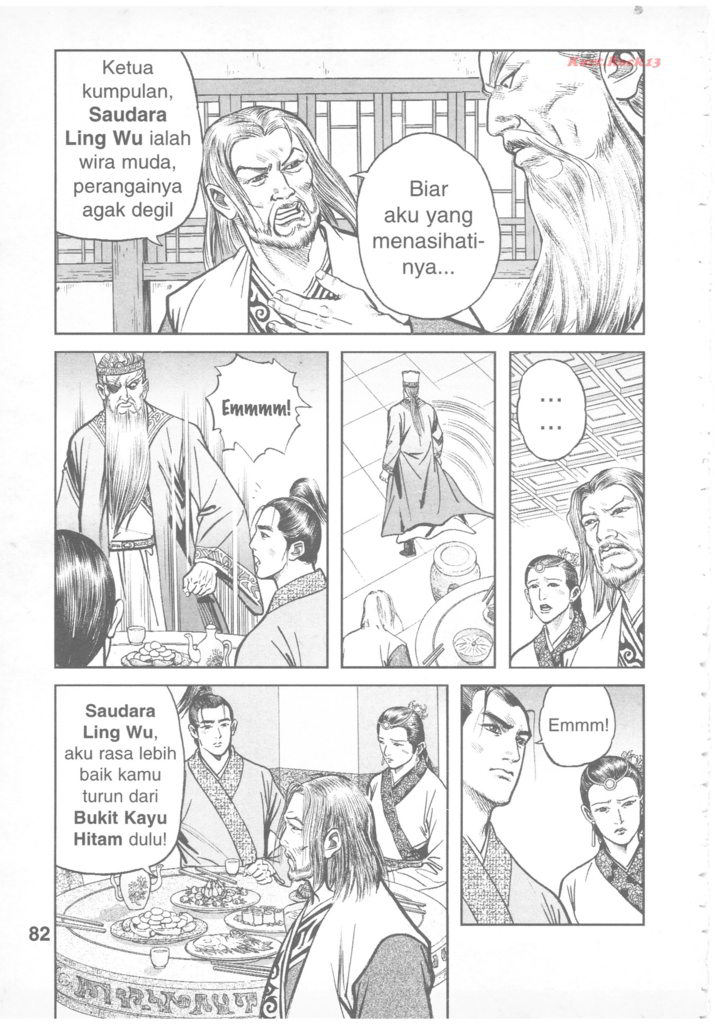 Ketua
kumpulan,
Saudara
Ling Wu ialah
wira muda,
perangainya
agak degil
Biar
aku yang
menasihati-
nya...
Emmmm!
...
...
Saudara
Ling Wu,
aku rasa lebih
baik kamu
turun dari
Bukit Kayu
Hitam dulu!
Emmm!
82